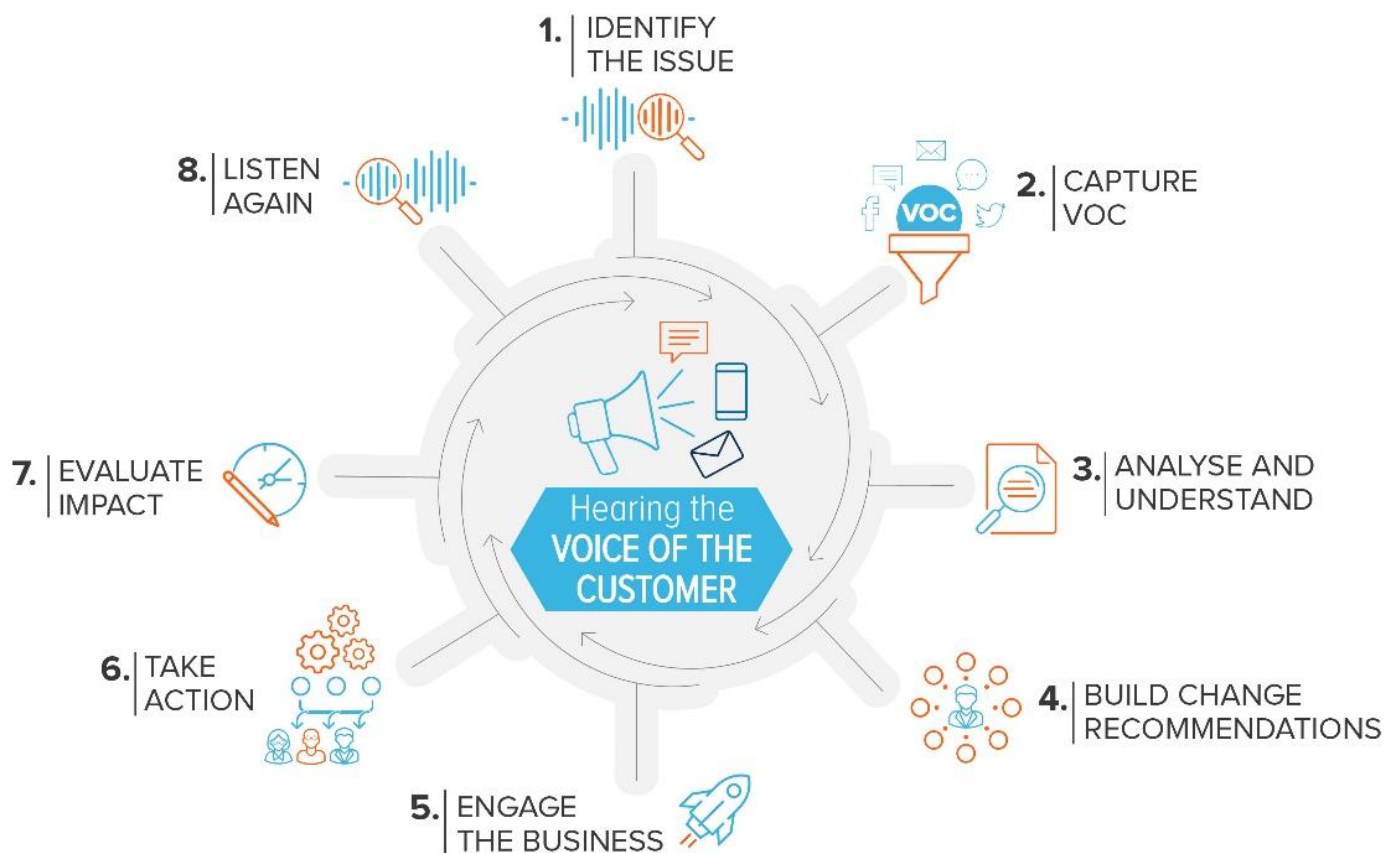 1. IDENTIFY
THE ISSUE
2. CAPTURE
VOC
VOC
3. ANALYSE AND
UNDERSTAND
4. BUILD CHANGE
RECOMMENDATIONS
5. ENGAGE
THE BUSINESS
6. TAKE
ACTION
7. EVALUATE
IMPACT
8. LISTEN
AGAIN
Hearing the
VOICE OF THE
CUSTOMER